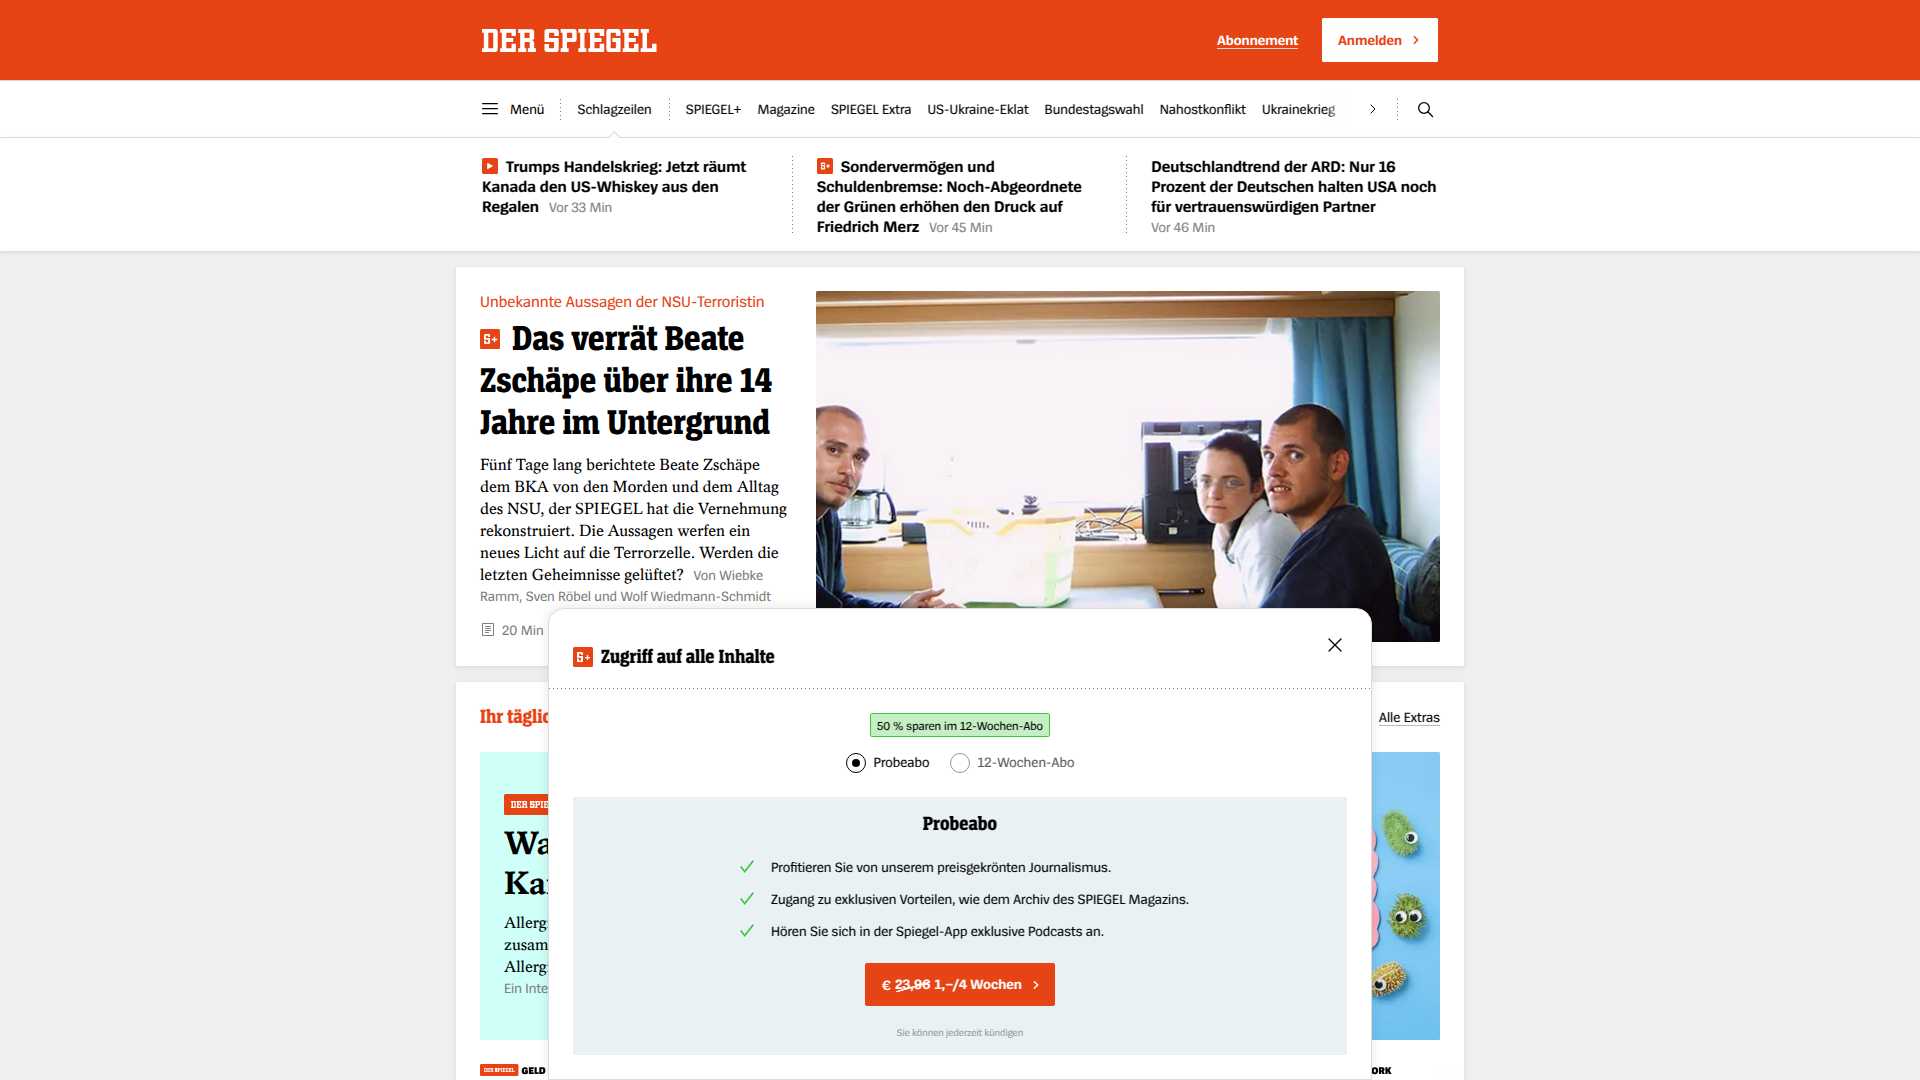 DER SPIEGEL
Abonnement
Anmelden
Menü
Schlagzeilen
SPIEGEL+
Magazine
SPIEGEL Extra
US-Ukraine-Eklat
Bundestagswahl
Nahostkonflikt
Ukrainekrieg
Trumps Handelskrieg: Jetzt räumt
Kanada den US-Whiskey aus den
Regalen Vor 33 Min
S+ Sondervermögen und
Schuldenbremse: Noch-Abgeordnete
der Grünen erhöhen den Druck auf
Friedrich Merz Vor 45 Min
Deutschlandtrend der ARD: Nur 16
Prozent der Deutschen halten USA noch
für vertrauenswürdigen Partner
Vor 46 Min
Unbekannte Aussagen der NSU-Terroristin
S+ Das verrät Beate
Zschäpe über ihre 14
Jahre im Untergrund
Fünf Tage lang berichtete Beate Zschäpe
dem BKA von den Morden und dem Alltag
des NSU, der SPIEGEL hat die Vernehmung
rekonstruiert. Die Aussagen werfen ein
neues Licht auf die Terrorzelle. Werden die
letzten Geheimnisse gelüftet? Von Wiebke
Ramm, Sven Röbel und Wolf Wiedmann-Schmidt
20 Min
S+ Zugriff auf alle Inhalte
50 % sparen im 12-Wochen-Abo
Probeabo
12-Wochen-Abo
Probeabo
Profitieren Sie von unserem preisgekrönten Journalismus.
Zugang zu exklusiven Vorteilen, wie dem Archiv des SPIEGEL Magazins.
Hören Sie sich in der Spiegel-App exklusive Podcasts an.
€ 23,96 1,–/4 Wochen
Sie können jederzeit kündigen
Ihr täglic
Alle Extras
DER SPIE
Wa
Ka
Allerg
zusam
Allerg
Ein Inte
DER SPIEGEL GELD
ORK